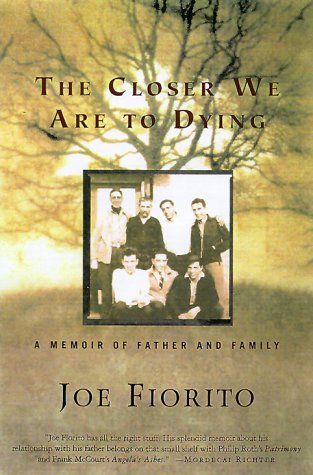 THE CLOSER WE
ARE TO DYING
A MEMOIR OF FATHER AND FAMILY
JOE FIORITO
"Joe Fiorito has all the right stuff. His splendid memoir about his
relationship with his father belongs on that small shelf with Philip Roth's Patrimony
and Frank McCourt's Angela's Ashes." —MORDECAI RICHTER